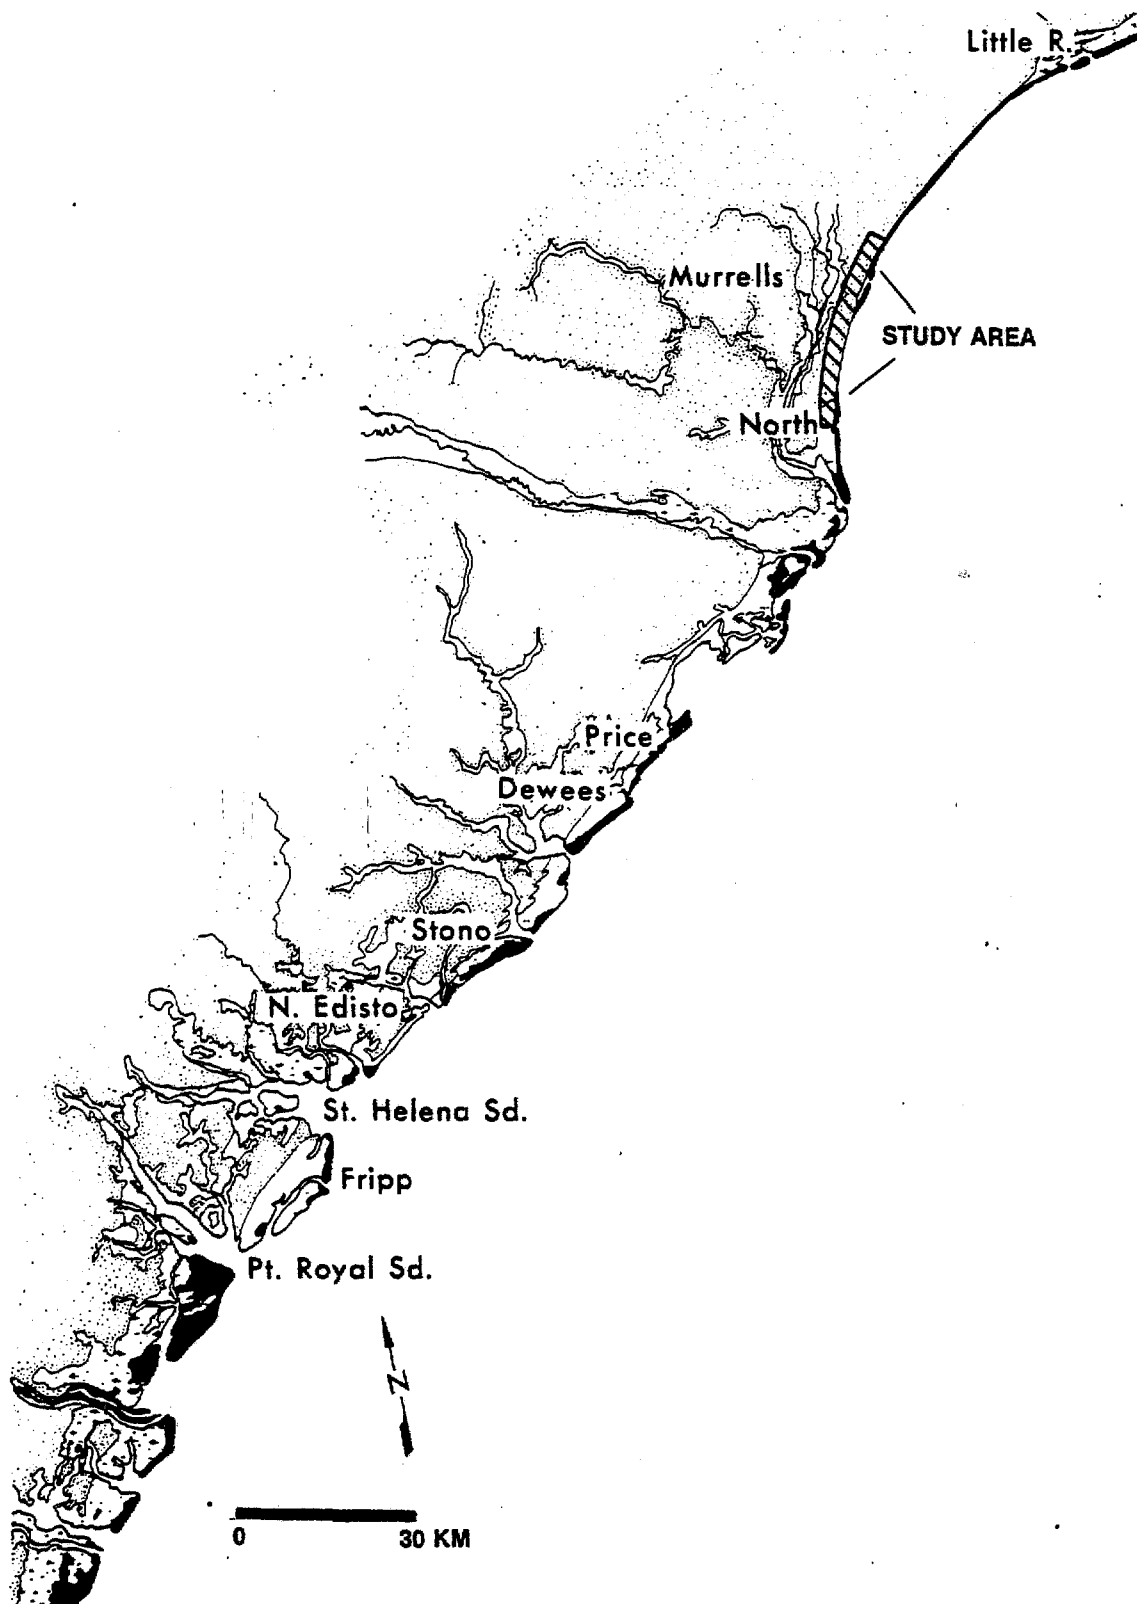 Little R.
Murrells
STUDY AREA
North
Price
Dewees
Stono
N. Edisto
St. Helena Sd.
Fripp
Pt. Royal Sd.
N
0 30 KM